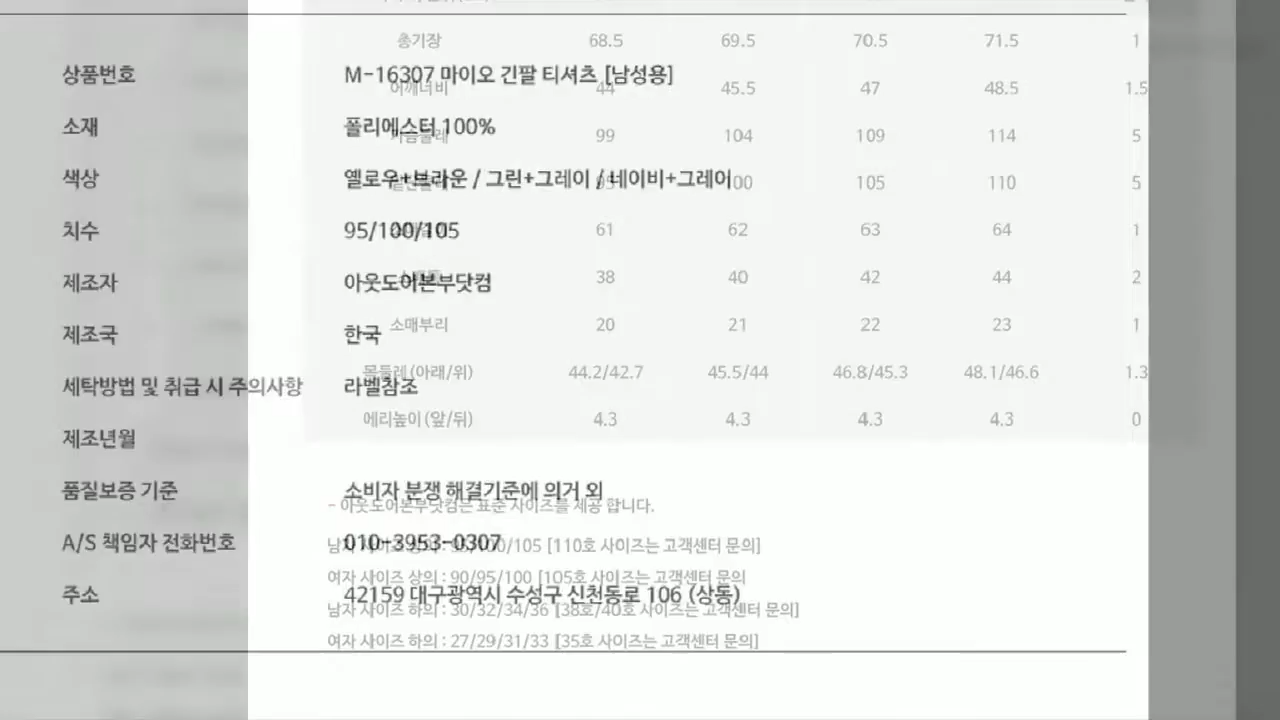 총기장 68.5 69.5 70.5 71.5 1
상품번호 M-16307 마이오 긴팔 티셔츠 [남성용]
어깨너비 44 45.5 47 48.5 1.5
소재 폴리에스터 100%
가슴둘레 99 104 109 114 5
색상 옐로우+브라운 / 그린+그레이 / 네이비+그레이
95 100 105 110 5
치수 95/100/105
61 62 63 64 1
제조자 아웃도어본부닷컴
38 40 42 44 2
제조국 한국
소매부리 20 21 22 23 1
목둘레(아래/위) 44.2/42.7 45.5/44 46.8/45.3 48.1/46.6 1.3
세탁방법 및 취급 시 주의사항 라벨참조
에리높이(앞/뒤) 4.3 4.3 4.3 4.3 0
제조년월
품질보증 기준 소비자 분쟁 해결기준에 의거 외
- 아웃도어본부닷컴은 표준 사이즈를 제공 합니다.
A/S 책임자 전화번호 010-3953-0307
남자 사이즈 상의 : 95/100/105 [110호 사이즈는 고객센터 문의]
여자 사이즈 상의 : 90/95/100 [105호 사이즈는 고객센터 문의
주소 42159 대구광역시 수성구 신천동로 106 (상동)
남자 사이즈 하의 : 30/32/34/36 [38호/40호 사이즈는 고객센터 문의]
여자 사이즈 하의 : 27/29/31/33 [35호 사이즈는 고객센터 문의]